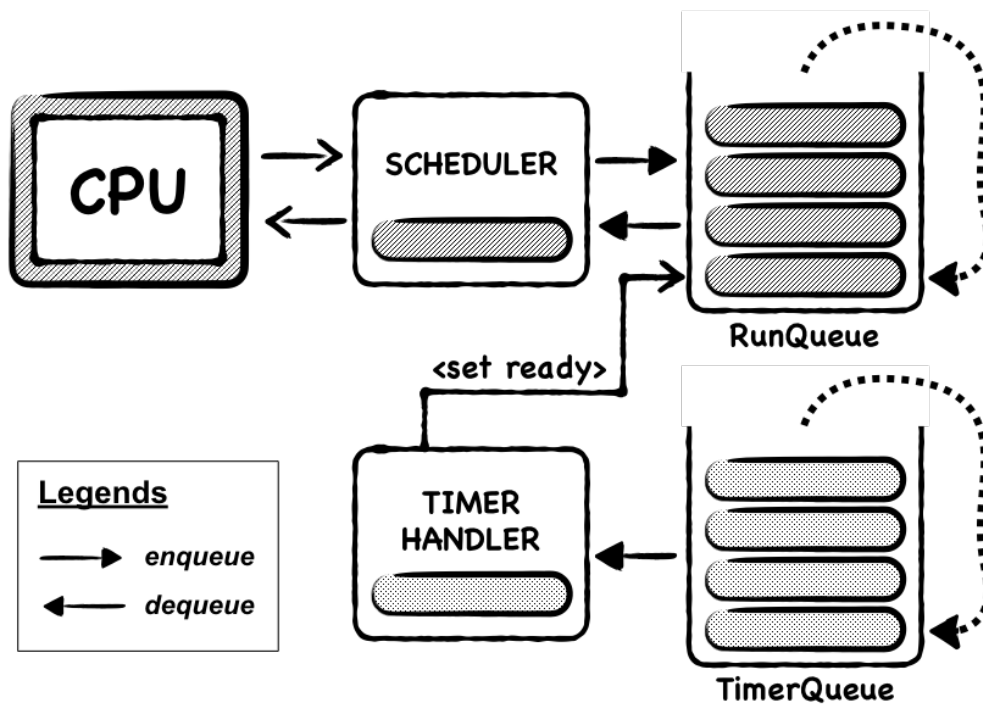 CPU
SCHEDULER
RunQueue
<set ready>
Legends
enqueue
dequeue
TIMER
HANDLER
TimerQueue